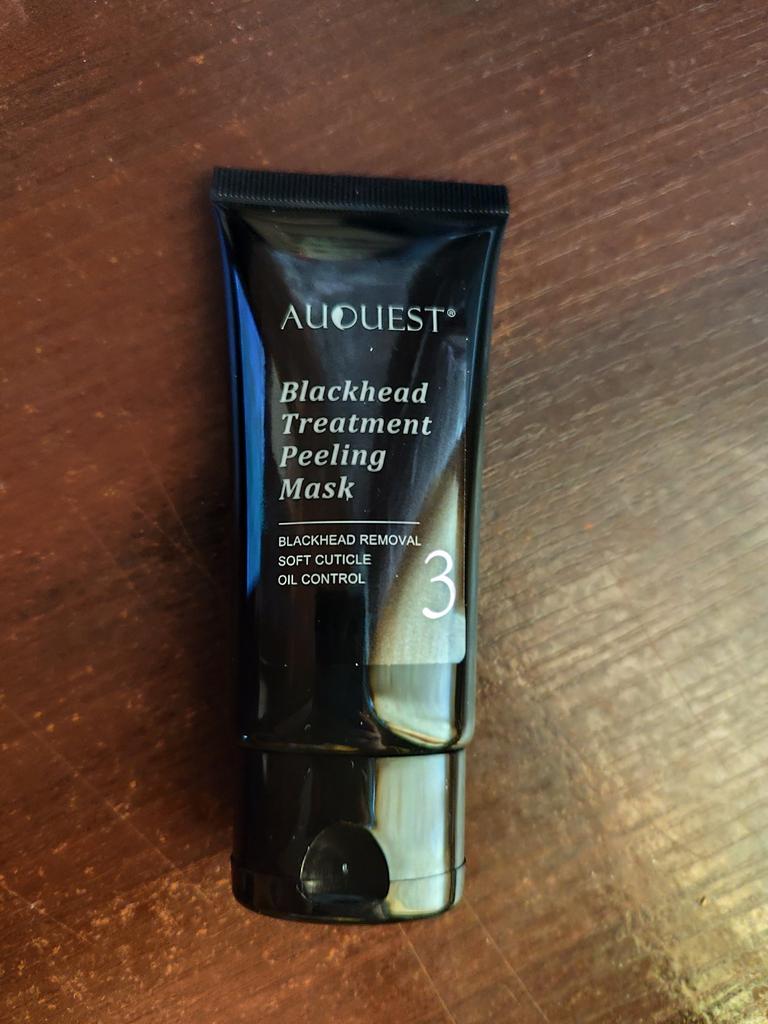 AUQUEST®
Blackhead
Treatment
Peeling
Mask
BLACKHEAD REMOVAL
SOFT CUTICLE
OIL CONTROL
3